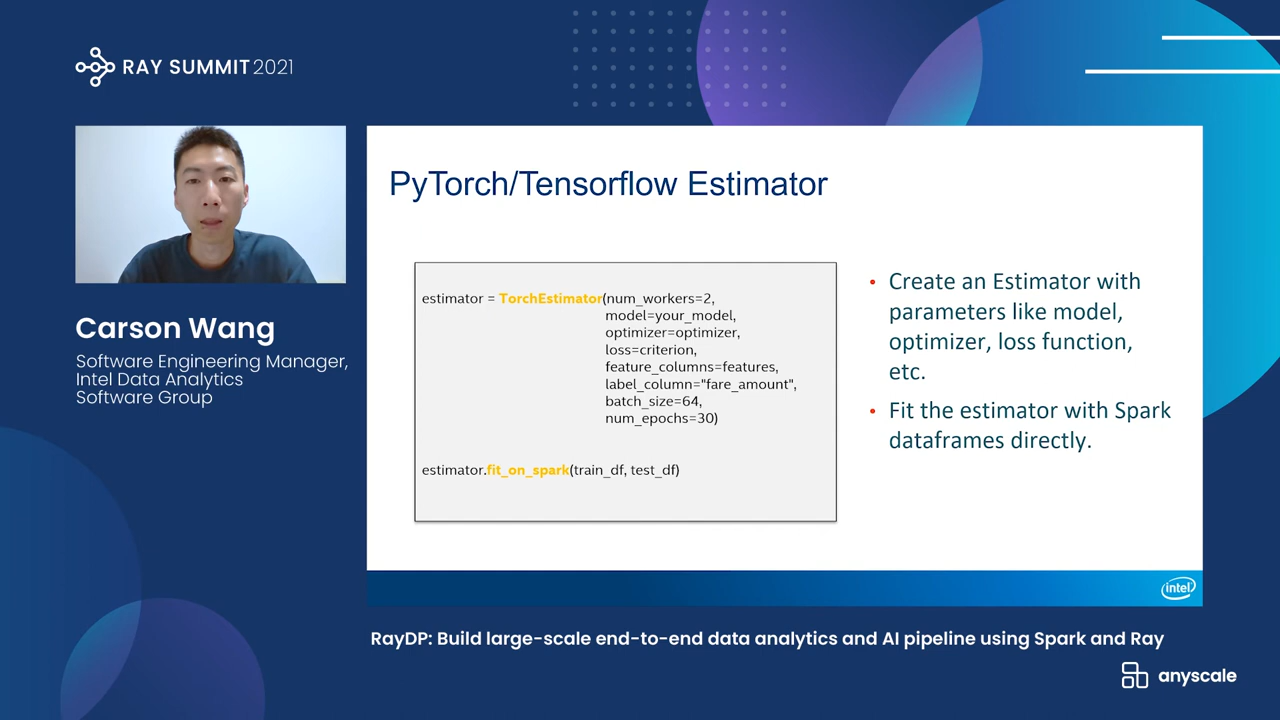 RAY SUMMIT 2021
Carson Wang
Software Engineering Manager,
Intel Data Analytics
Software Group
PyTorch/Tensorflow Estimator
estimator = TorchEstimator(num_workers=2,
model=your_model,
optimizer=optimizer,
loss=criterion,
feature_columns=features,
label_column="fare_amount",
batch_size=64,
num_epochs=30)
estimator.fit_on_spark(train_df, test_df)
• Create an Estimator with
parameters like model,
optimizer, loss function,
etc.
• Fit the estimator with Spark
dataframes directly.
intel
RayDP: Build large-scale end-to-end data analytics and AI pipeline using Spark and Ray
anyscale